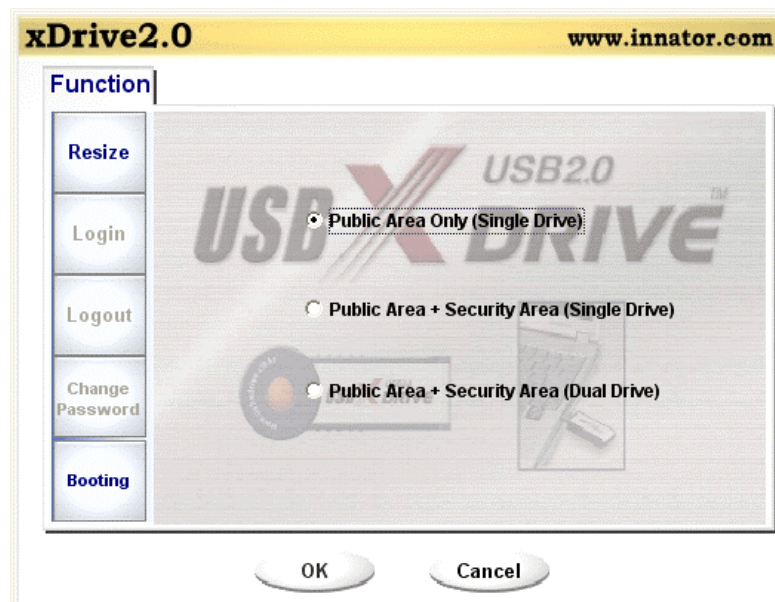 xDrive2.0
www.innator.com
Function
Resize
Login
Logout
Change
Password
Booting
USB2.0
USB X DRIVE
TM
Public Area Only (Single Drive)
Public Area + Security Area (Single Drive)
Public Area + Security Area (Dual Drive)
OK
Cancel